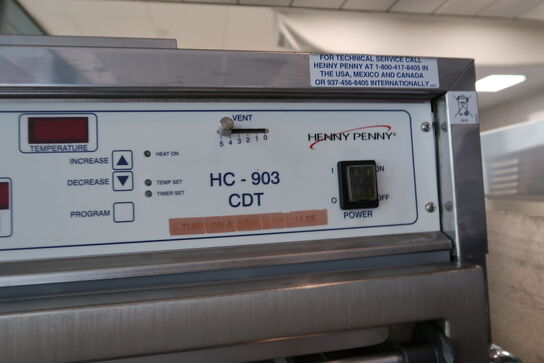 FOR TECHNICAL SERVICE CALL
HENNY PENNY AT 1-800-417-8405 IN
THE USA, MEXICO AND CANADA
OR 937-456-8405 INTERNATIONALLY
VENT
5 4 3 2 1 0
HENNY PENNY®
TEMPERATURE
INCREASE
HEAT ON
DECREASE
TEMP SET
TIMER SET
PROGRAM
HC - 903
CDT
I ON
O OFF
POWER
TURN ON